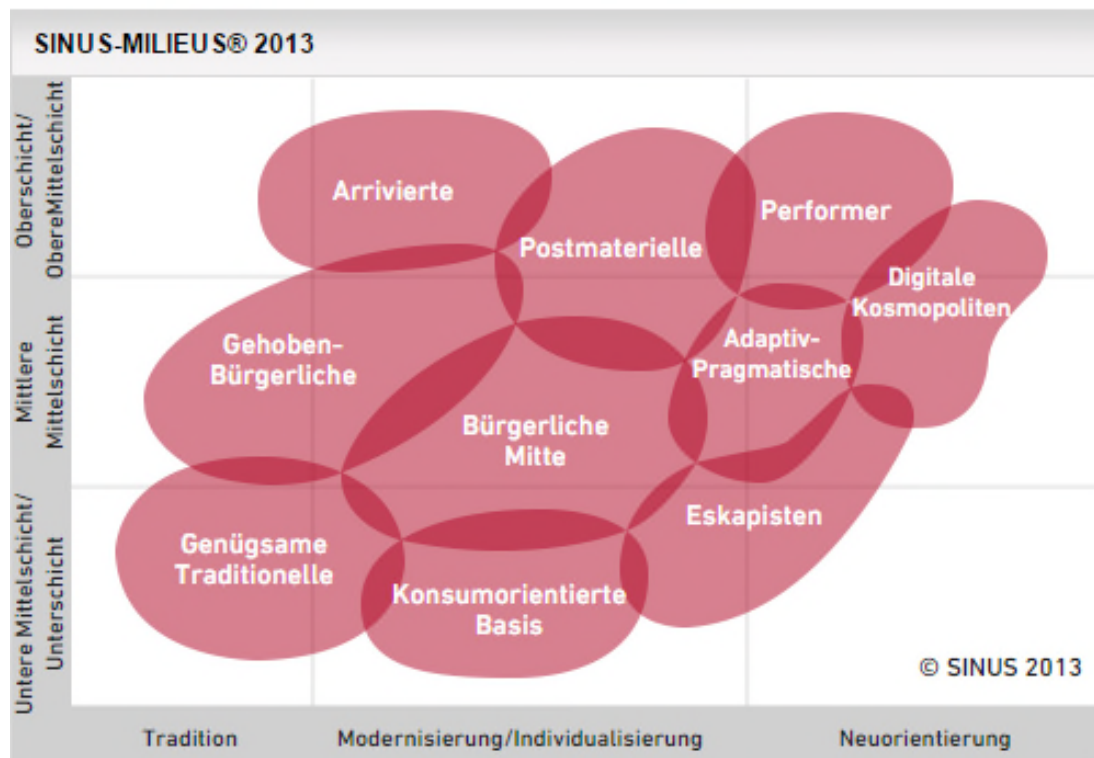 SINUS-MILIEUS® 2013
Oberschicht/
ObereMittelschicht
Mittlere
Mittelschicht
Untere Mittelschicht/
Unterschicht
Arrivierte
Postmaterielle
Performer
Digitale
Kosmopoliten
Gehoben-
Bürgerliche
Adaptiv-
Pragmatische
Bürgerliche
Mitte
Eskapisten
Genügsame
Traditionelle
Konsumorientierte
Basis
© SINUS 2013
Tradition
Modernisierung/Individualisierung
Neuorientierung